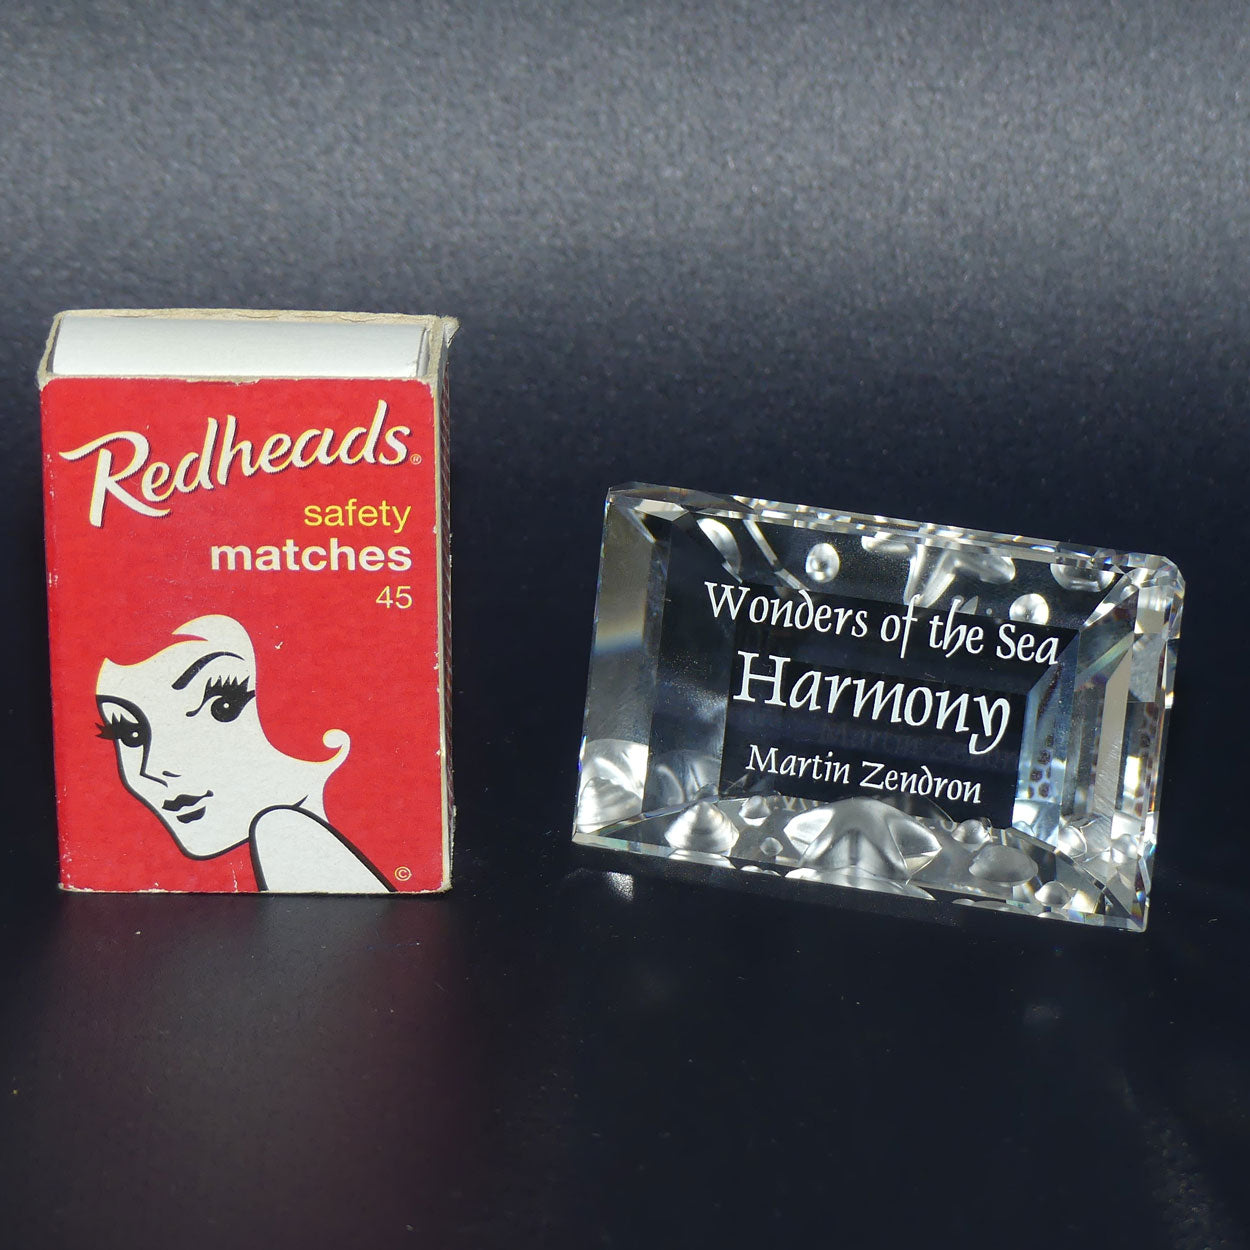 Redheads®
safety
matches
45
©
Wonders of the Sea
Harmony
Martin Zendron